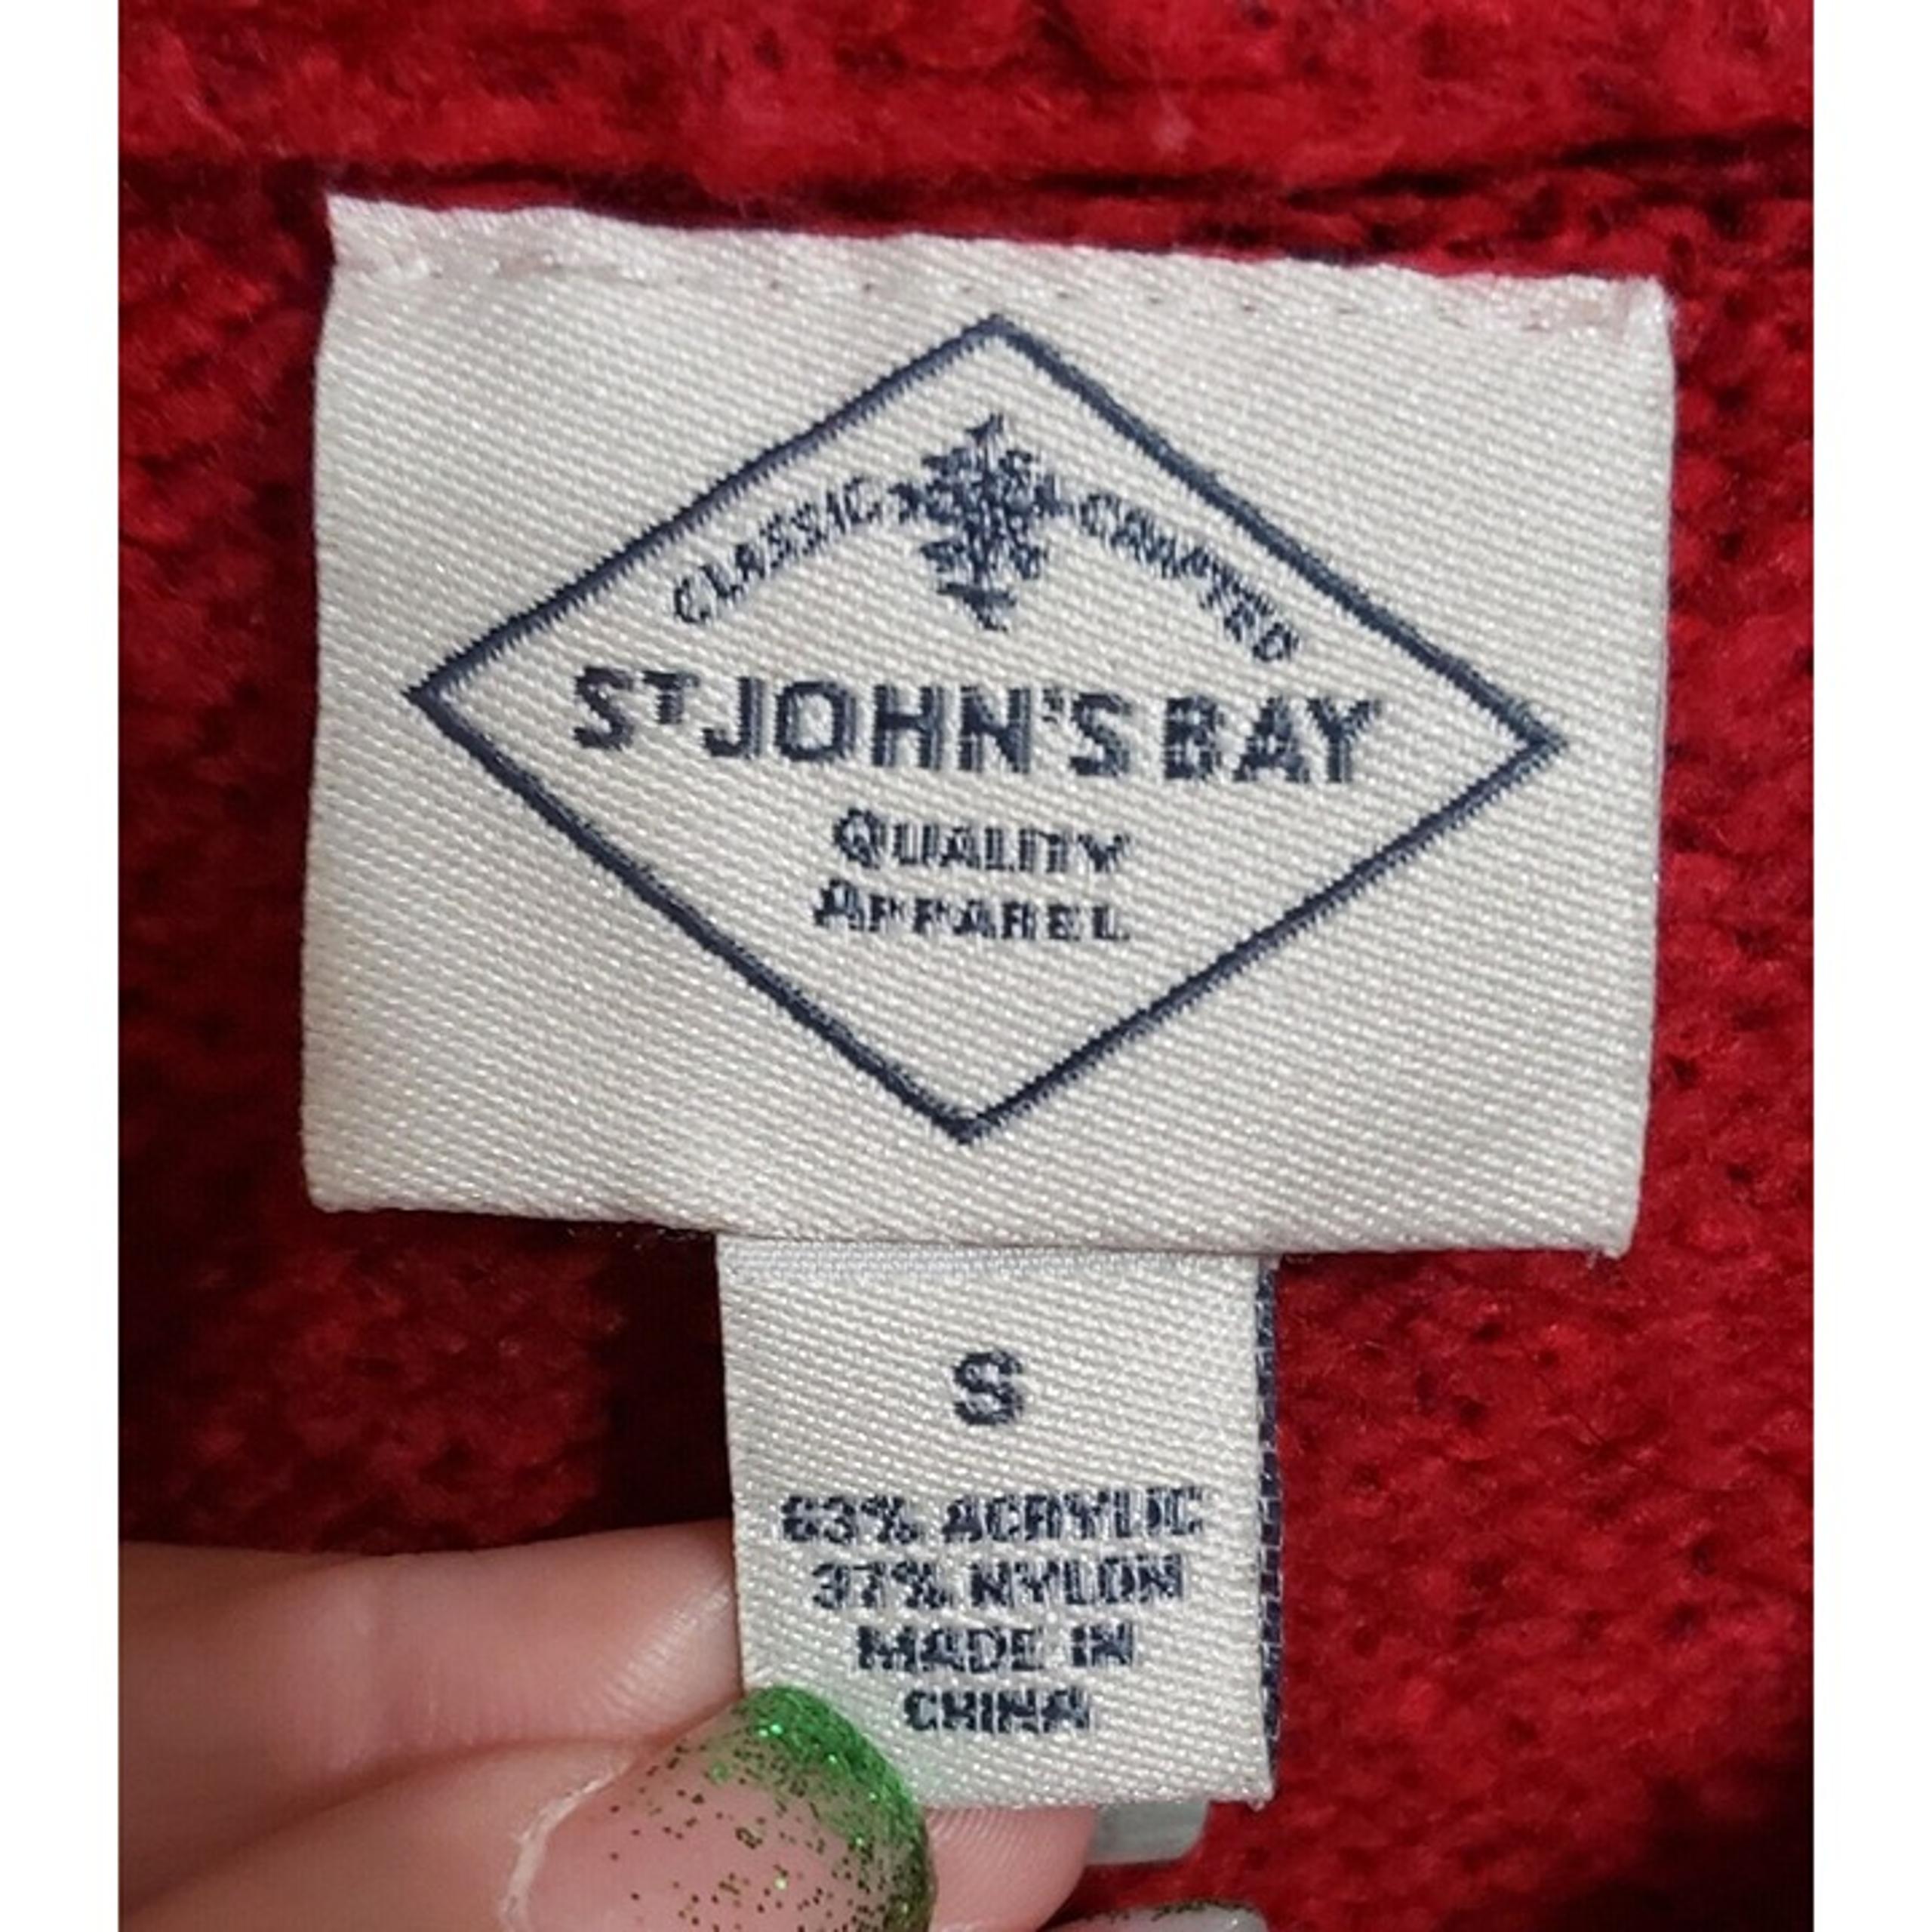 CLASSIC CRAFTED
ST JOHN'S BAY
QUALITY
APPAREL
S
63% ACRYLIC
37% NYLON
MADE IN
CHINA